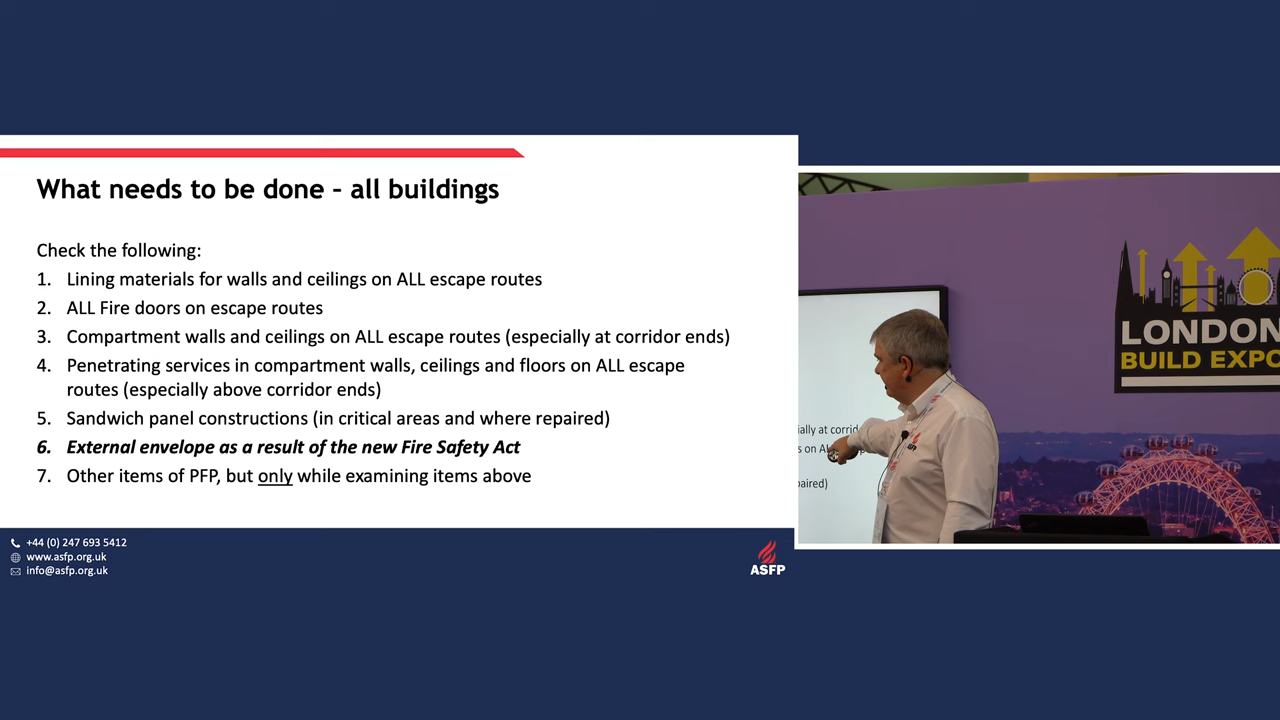 What needs to be done – all buildings
Check the following:
1. Lining materials for walls and ceilings on ALL escape routes
2. ALL Fire doors on escape routes
3. Compartment walls and ceilings on ALL escape routes (especially at corridor ends)
4. Penetrating services in compartment walls, ceilings and floors on ALL escape
routes (especially above corridor ends)
5. Sandwich panel constructions (in critical areas and where repaired)
6. External envelope as a result of the new Fire Safety Act
7. Other items of PFP, but only while examining items above
+44 (0) 247 693 5412
www.asfp.org.uk
info@asfp.org.uk
ASFP
LONDON
BUILD EXPO
ially at corrid
s on AL
paired)